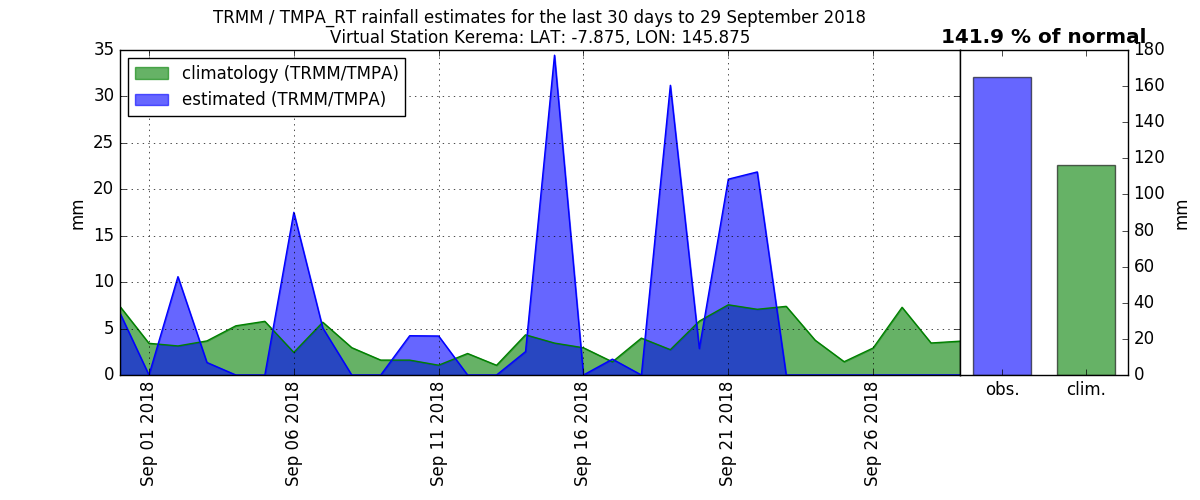 TRMM / TMPA_RT rainfall estimates for the last 30 days to 29 September 2018
Virtual Station Kerema: LAT: -7.875, LON: 145.875
141.9 % of normal
climatology (TRMM/TMPA)
estimated (TRMM/TMPA)
mm
35
30
25
20
15
10
5
0
Sep 01 2018
Sep 06 2018
Sep 11 2018
Sep 16 2018
Sep 21 2018
Sep 26 2018
180
160
140
120
100
80
60
40
20
0
mm
obs.
clim.